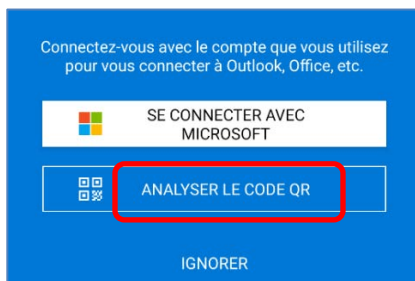 Connectez-vous avec le compte que vous utilisez
pour vous connecter à Outlook, Office, etc.
SE CONNECTER AVEC
MICROSOFT
ANALYSER LE CODE QR
IGNORER